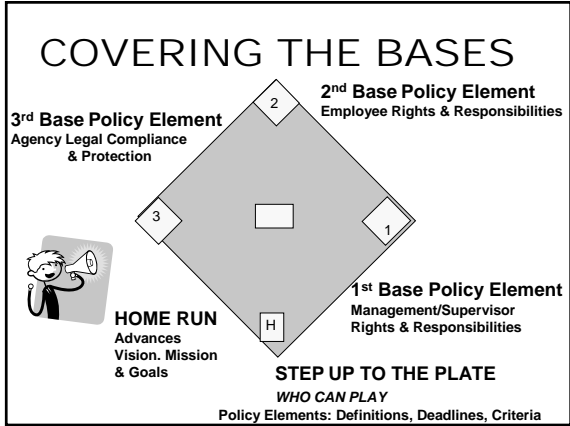 COVERING THE BASES
2nd Base Policy Element
Employee Rights & Responsibilities
2
3rd Base Policy Element
Agency Legal Compliance
& Protection
3
1
1st Base Policy Element
Management/Supervisor
Rights & Responsibilities
HOME RUN
Advances
Vision. Mission
& Goals
H
STEP UP TO THE PLATE
WHO CAN PLAY
Policy Elements: Definitions, Deadlines, Criteria